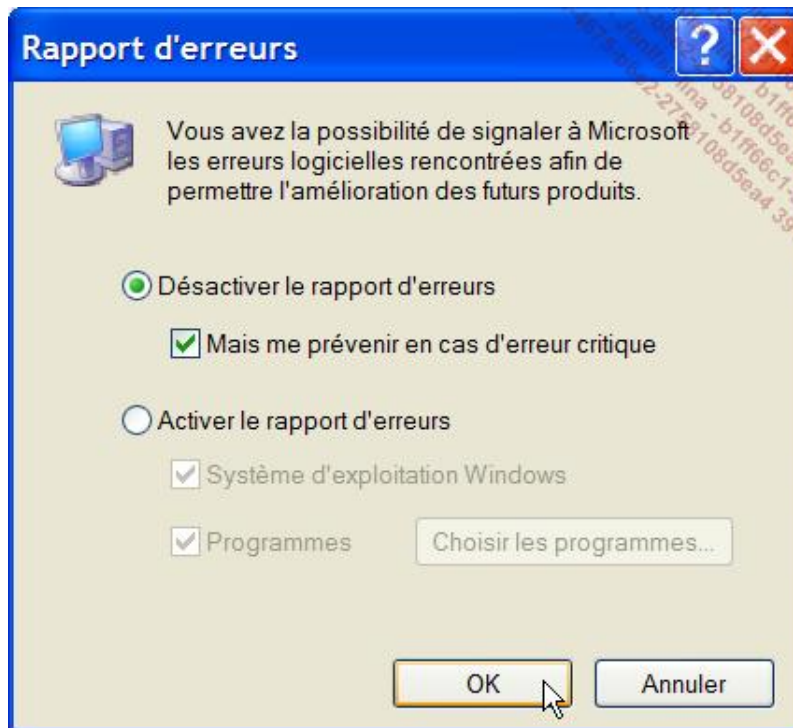 Rapport d'erreurs
Vous avez la possibilité de signaler à Microsoft
les erreurs logicielles rencontrées afin de
permettre l'amélioration des futurs produits.
Désactiver le rapport d'erreurs
Mais me prévenir en cas d'erreur critique
Activer le rapport d'erreurs
Système d'exploitation Windows
Programmes
Choisir les programmes...
OK
Annuler